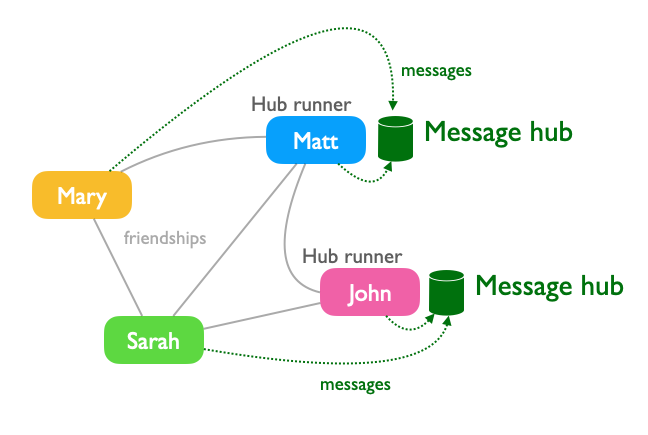 messages
Hub runner
Message hub
Matt
Mary
friendships
Hub runner
Message hub
John
Sarah
messages